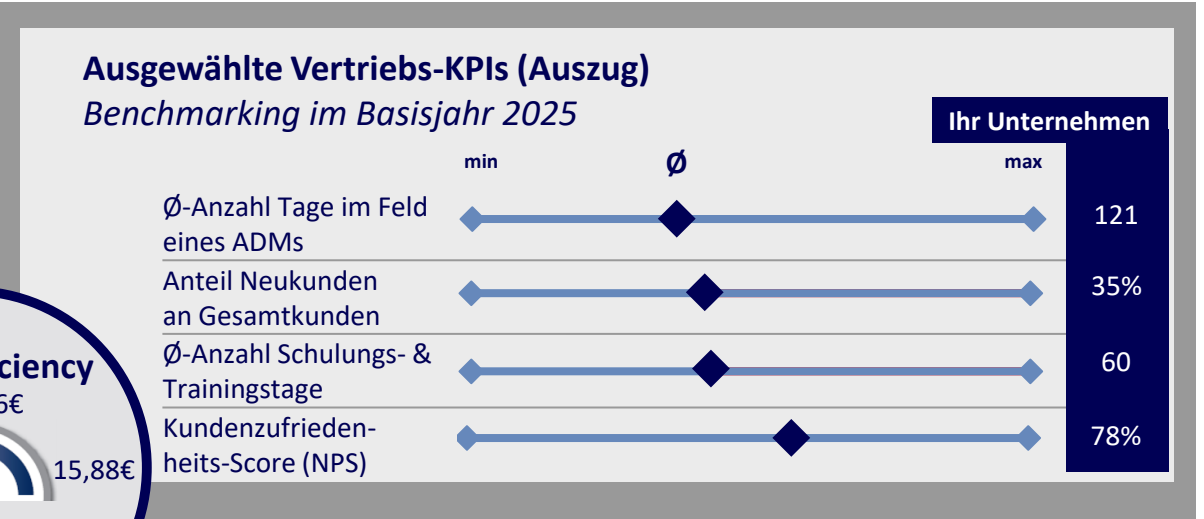 Ausgewählte Vertriebs-KPIs (Auszug)
Benchmarking im Basisjahr 2025
Ihr Unternehmen
min Ø max
Ø-Anzahl Tage im Feld
eines ADMs
121
Anteil Neukunden
an Gesamtkunden
35%
Ø-Anzahl Schulungs- &
Trainingstage
60
Kundenzufrieden-
heits-Score (NPS)
78%
ciency
€
15,88€